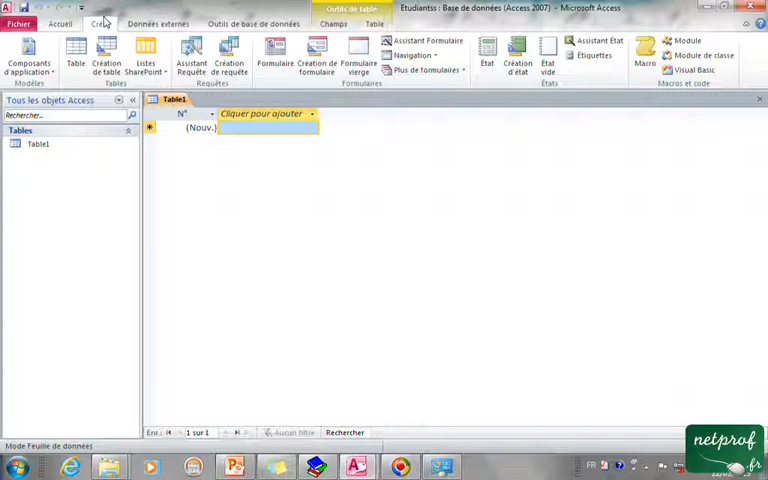 Outils de table
Etudiantss : Base de données (Access 2007) - Microsoft Access
Fichier
Accueil
Données externes
Outils de base de données
Champs
Table
Composants d'application
Modèles
Table
Création de table
Listes SharePoint
Tables
Assistant Requête
Création de requête
Requêtes
Formulaire
Création de formulaire
Formulaire vierge
Assistant Formulaire
Navigation
Plus de formulaires
Formulaires
État
Création d'état
État vide
Assistant État
Étiquettes
États
Macro
Module
Module de classe
Visual Basic
Macros et code
Tous les objets Access
Rechercher...
Tables
Table1
Table1
N°
Cliquer pour ajouter
(Nouv.)
1 sur 1
Aucun filtre
Rechercher
Mode Feuille de données
FR
netprof
.fr